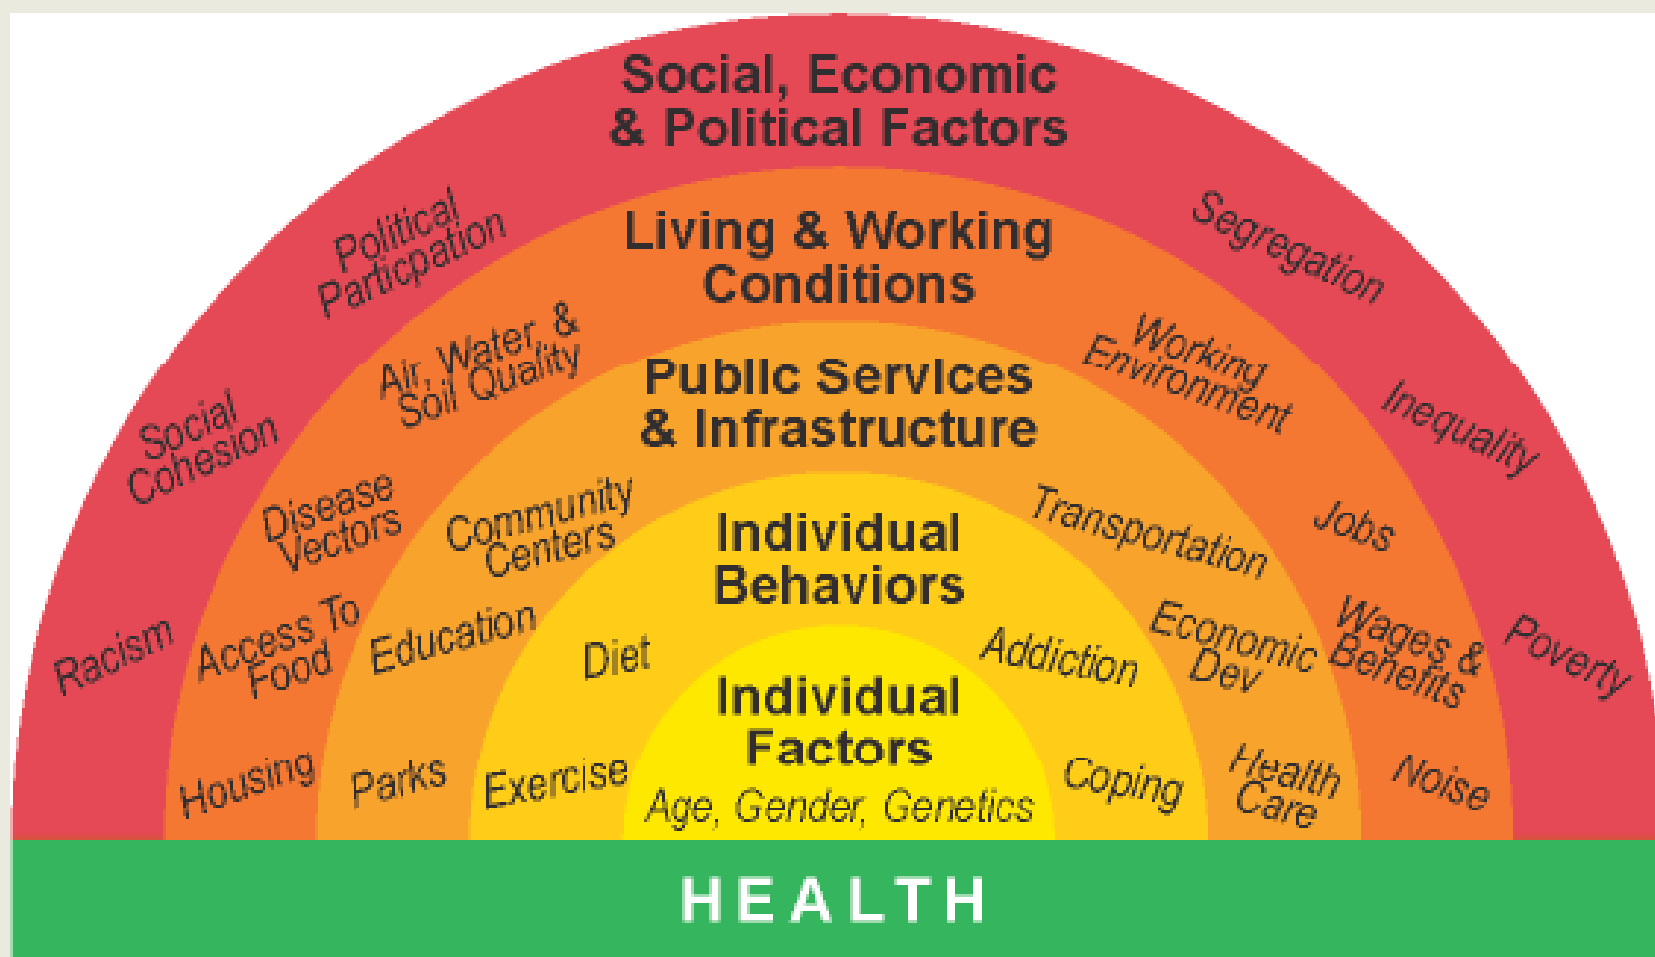 Social, Economic
& Political Factors
Political
Particpation
Segregation
Social
Cohesion
Inequality
Racism
Poverty
Living & Working
Conditions
Air, Water, &
Soil Quality
Working
Environment
Disease
Vectors
Jobs
Access To
Food
Wages &
Benefits
Housing
Noise
Public Services
& Infrastructure
Community
Centers
Transportation
Education
Economic
Dev
Parks
Health
Care
Individual
Behaviors
Diet
Addiction
Exercise
Coping
Individual
Factors
Age, Gender, Genetics
HEALTH